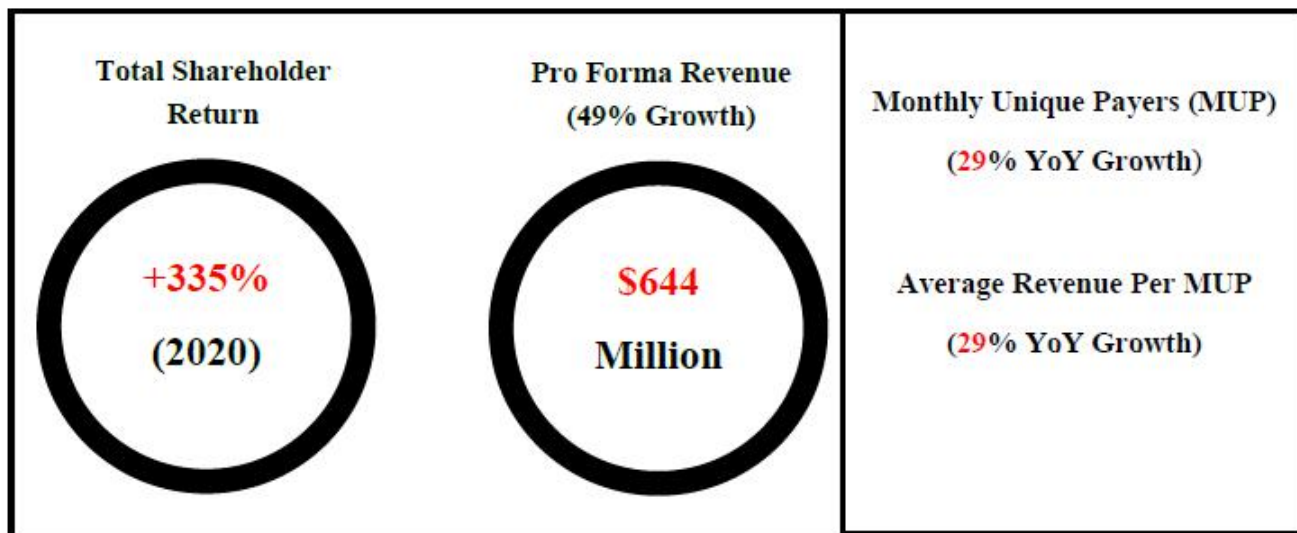 Total Shareholder
Return
+335%
(2020)
Pro Forma Revenue
(49% Growth)
$644
Million
Monthly Unique Payers (MUP)
(29% YoY Growth)
Average Revenue Per MUP
(29% YoY Growth)